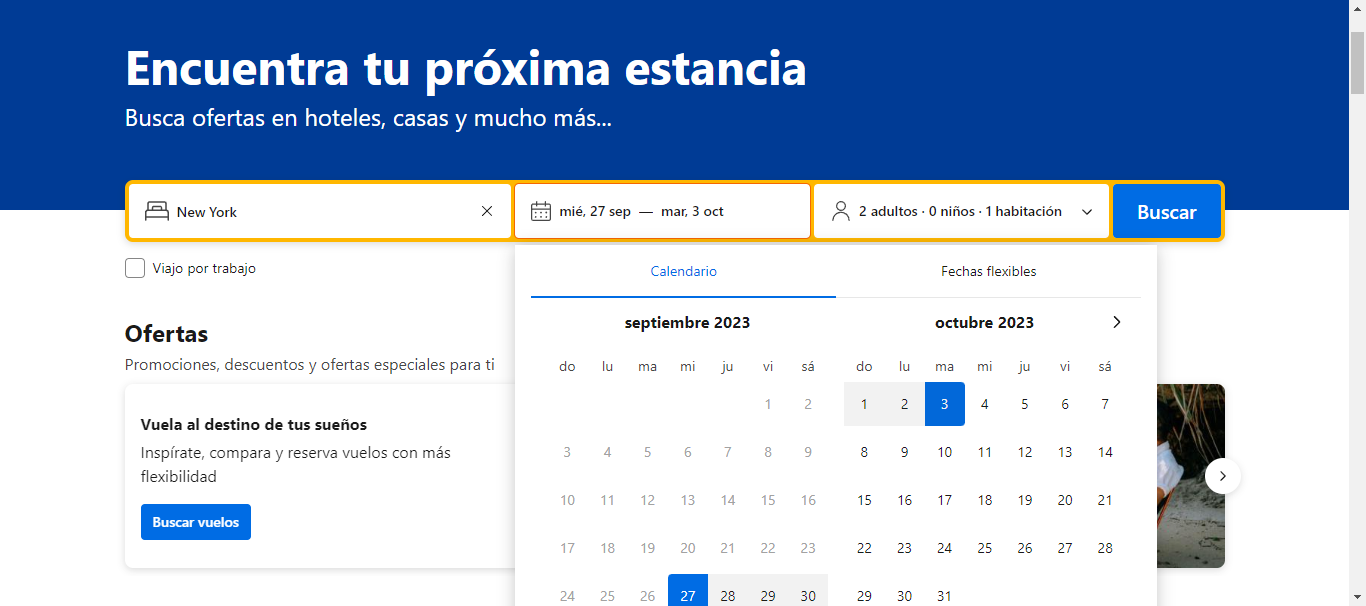 Encuentra tu próxima estancia
Busca ofertas en hoteles, casas y mucho más...
New York
mié, 27 sep — mar, 3 oct
2 adultos · 0 niños · 1 habitación
Buscar
Viajo por trabajo
Calendario
Fechas flexibles
Ofertas
Promociones, descuentos y ofertas especiales para ti
Vuela al destino de tus sueños
Inspírate, compara y reserva vuelos con más
flexibilidad
Buscar vuelos
septiembre 2023
do lu ma mi ju vi sá
1 2
3 4 5 6 7 8 9
10 11 12 13 14 15 16
17 18 19 20 21 22 23
24 25 26 27 28 29 30
octubre 2023
do lu ma mi ju vi sá
1 2 3 4 5 6 7
8 9 10 11 12 13 14
15 16 17 18 19 20 21
22 23 24 25 26 27 28
29 30 31